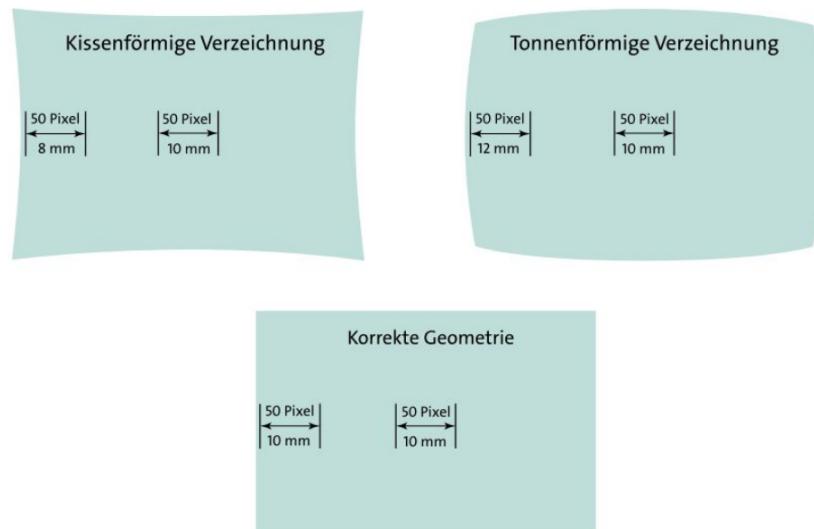 Kissenförmige Verzeichnung
50 Pixel
8 mm
50 Pixel
10 mm
Tonnenförmige Verzeichnung
50 Pixel
12 mm
50 Pixel
10 mm
Korrekte Geometrie
50 Pixel
10 mm
50 Pixel
10 mm